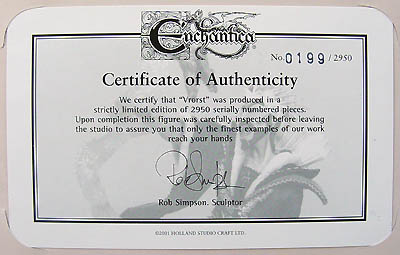 Enchantica
No. 0199 / 2950
Certificate of Authenticity
We certify that "Vrorst" was produced in a
strictly limited edition of 2950 serially numbered pieces.
Upon completion this figure was carefully inspected before leaving
the studio to assure you that only the finest examples of our work
reach your hands
Rob Simpson. Sculptor
©2001 HOLLAND STUDIO CRAFT LTD.